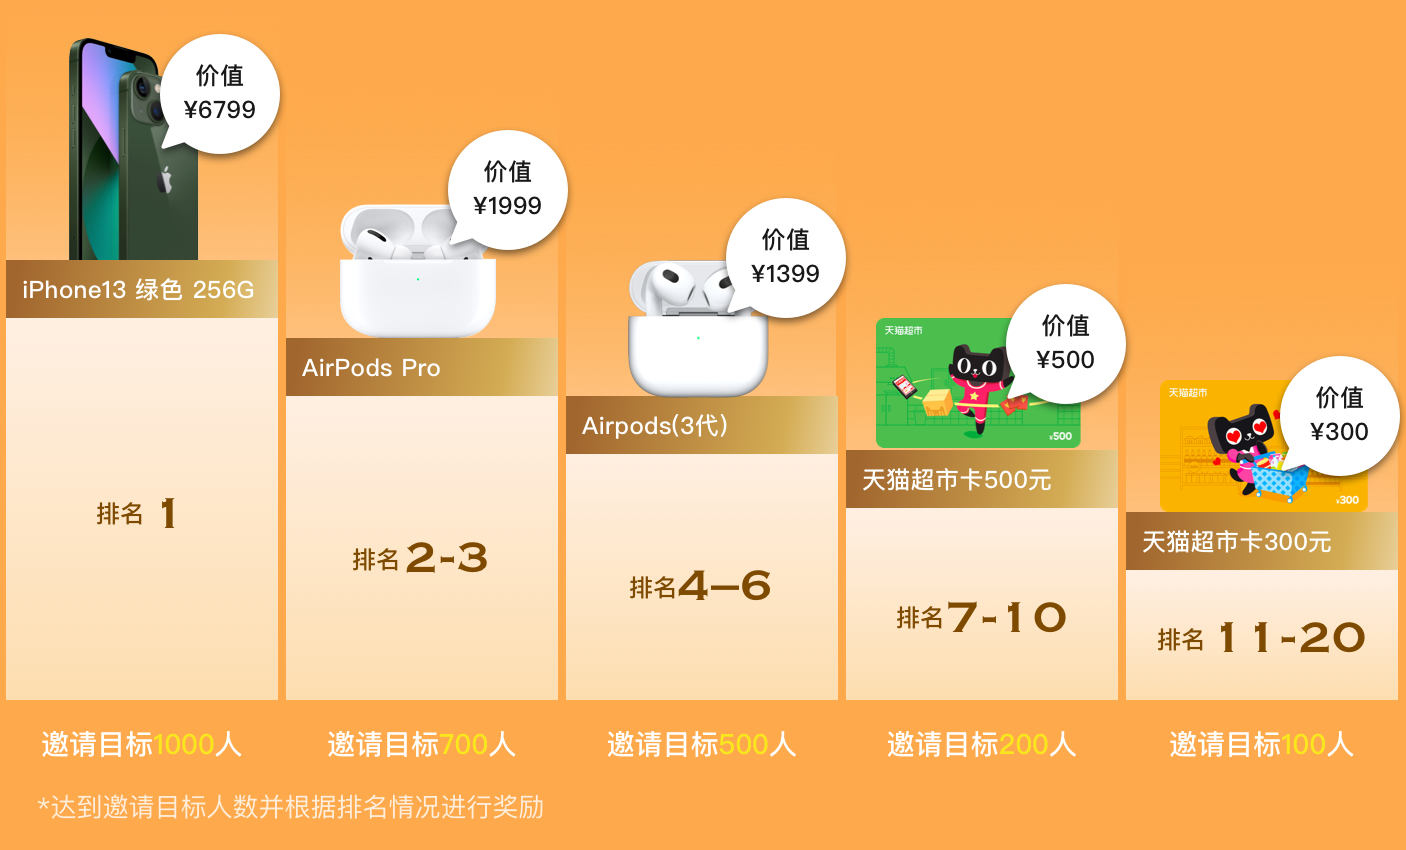 价值
¥6799
iPhone13 绿色 256G
排名 1
邀请目标1000人
价值
¥1999
AirPods Pro
排名 2-3
邀请目标700人
价值
¥1399
Airpods(3代)
排名4—6
邀请目标500人
天猫超市
价值
¥500
¥500
天猫超市卡500元
排名 7-10
邀请目标200人
天猫超市
价值
¥300
¥300
天猫超市卡300元
排名 11-20
邀请目标100人
*达到邀请目标人数并根据排名情况进行奖励